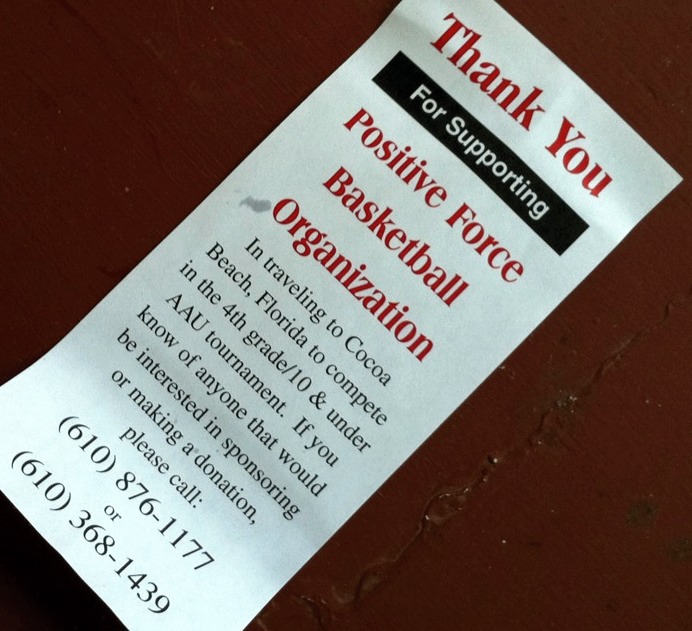 Thank You
For Supporting
Positive Force
Basketball
Organization
In traveling to Cocoa
Beach, Florida to compete
in the 4th grade/10 & under
AAU tournament. If you
know of anyone that would
be interested in sponsoring
or making a donation,
please call:
(610) 876-1177
or
(610) 368-1439